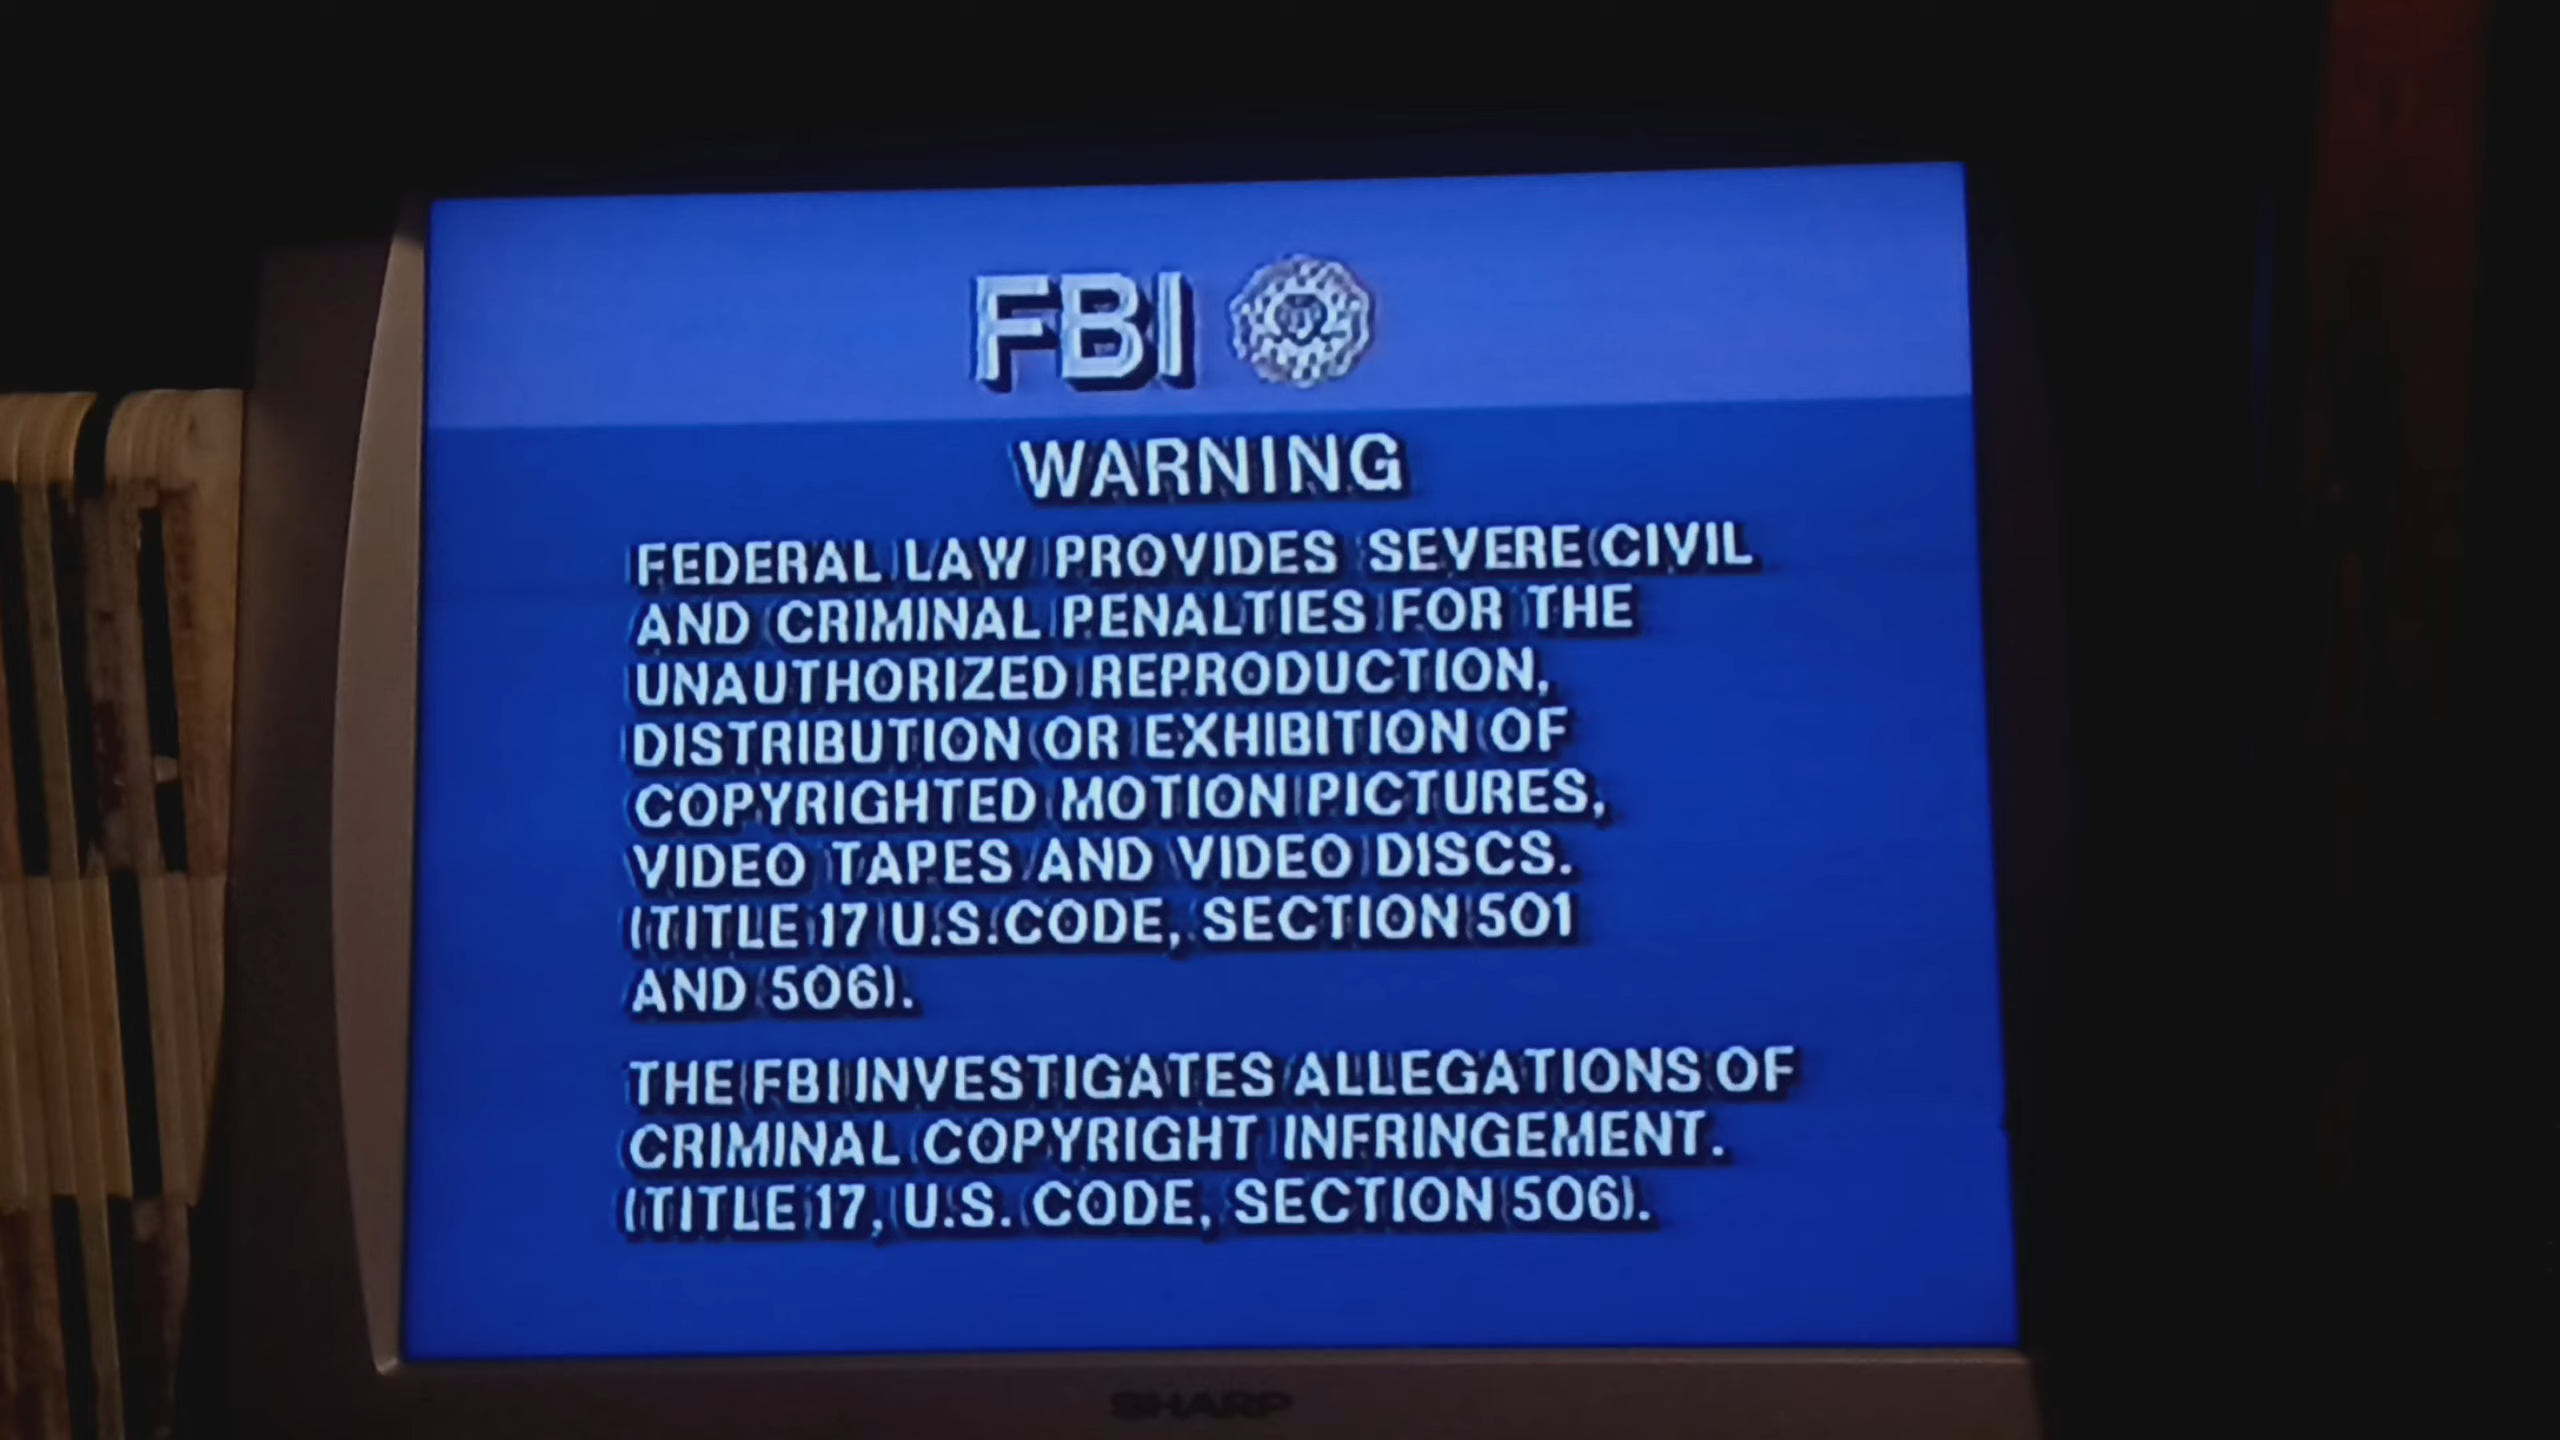 FBI
WARNING
FEDERAL LAW PROVIDES SEVERE CIVIL
AND CRIMINAL PENALTIES FOR THE
UNAUTHORIZED REPRODUCTION,
DISTRIBUTION OR EXHIBITION OF
COPYRIGHTED MOTION PICTURES,
VIDEO TAPES AND VIDEO DISCS.
(TITLE 17 U.S. CODE, SECTION 501
AND 506).
THE FBI INVESTIGATES ALLEGATIONS OF
CRIMINAL COPYRIGHT INFRINGEMENT.
(TITLE 17, U.S. CODE, SECTION 506).
SHARP